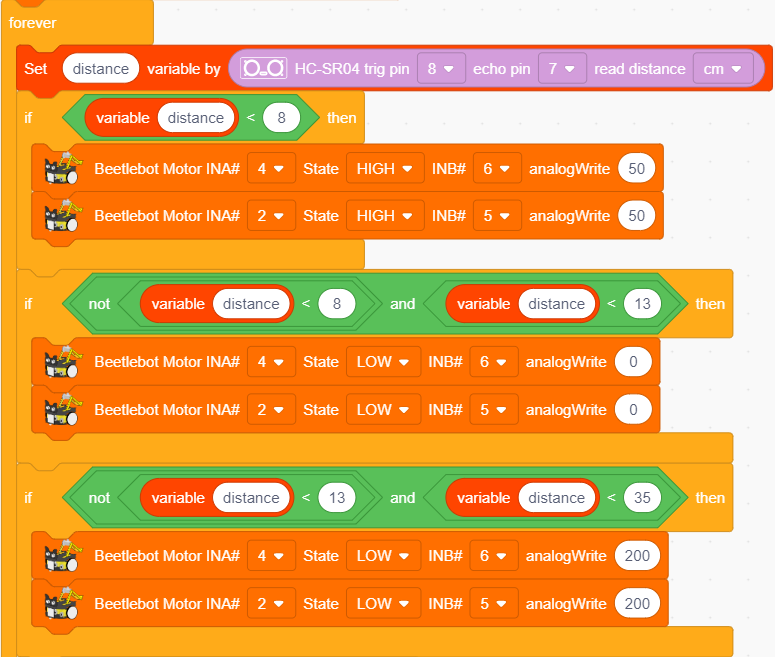 forever
Set distance variable by HC-SR04 trig pin 8 echo pin 7 read distance cm
if variable distance < 8 then
Beetlebot Motor INA# 4 State HIGH INB# 6 analogWrite 50
Beetlebot Motor INA# 2 State HIGH INB# 5 analogWrite 50
if not variable distance < 8 and variable distance < 13 then
Beetlebot Motor INA# 4 State LOW INB# 6 analogWrite 0
Beetlebot Motor INA# 2 State LOW INB# 5 analogWrite 0
if not variable distance < 13 and variable distance < 35 then
Beetlebot Motor INA# 4 State LOW INB# 6 analogWrite 200
Beetlebot Motor INA# 2 State LOW INB# 5 analogWrite 200